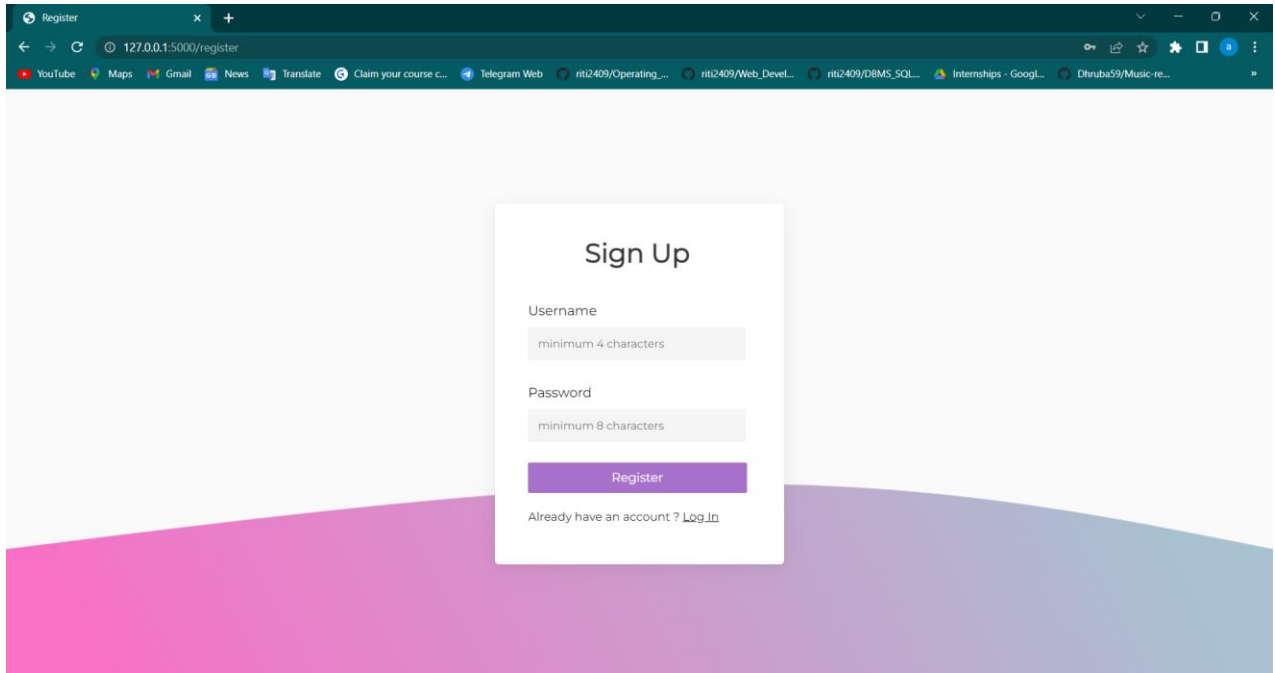 Register
127.0.0.1:5000/register
YouTube Maps Gmail News Translate Claim your course c... Telegram Web riti2409/Operating_... riti2409/Web_Devel... riti2409/DBMS_SQL... Internships - Googl... Dhruba59/Music-re... »
Sign Up
Username
minimum 4 characters
Password
minimum 8 characters
Register
Already have an account ? Log In